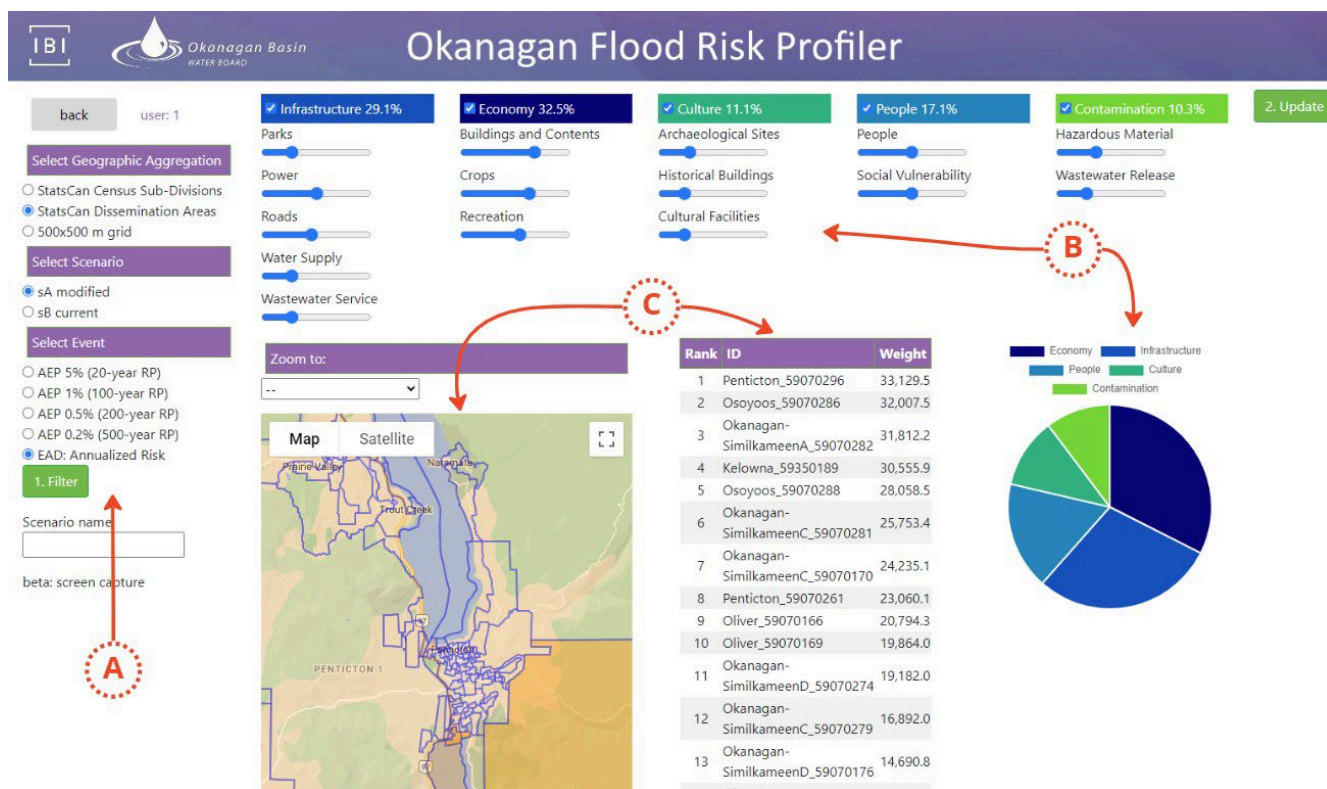 IBI
Okanagan Basin
WATER BOARD
Okanagan Flood Risk Profiler
back
user: 1
Select Geographic Aggregation
StatsCan Census Sub-Divisions
StatsCan Dissemination Areas
500x500 m grid
Select Scenario
sA modified
sB current
Select Event
AEP 5% (20-year RP)
AEP 1% (100-year RP)
AEP 0.5% (200-year RP)
AEP 0.2% (500-year RP)
EAD: Annualized Risk
1. Filter
Scenario name
beta: screen capture
A
Infrastructure 29.1%
Parks
Power
Roads
Water Supply
Wastewater Service
Economy 32.5%
Buildings and Contents
Crops
Recreation
Culture 11.1%
Archaeological Sites
Historical Buildings
Cultural Facilities
People 17.1%
People
Social Vulnerability
Contamination 10.3%
Hazardous Material
Wastewater Release
2. Update
B
C
Zoom to:
--
Map Satellite
Prairie Valley
Naramata
Trout Creek
97
Penticton
PENTICTON 1
97
Rank ID Weight
1 Penticton_59070296 33,129.5
2 Osoyoos_59070286 32,007.5
3 Okanagan-
SimilkameenA_59070282 31,812.2
4 Kelowna_59350189 30,555.9
5 Osoyoos_59070288 28,058.5
6 Okanagan-
SimilkameenC_59070281 25,753.4
7 Okanagan-
SimilkameenC_59070170 24,235.1
8 Penticton_59070261 23,060.1
9 Oliver_59070166 20,794.3
10 Oliver_59070169 19,864.0
11 Okanagan-
SimilkameenD_59070274 19,182.0
12 Okanagan-
SimilkameenC_59070279 16,892.0
13 Okanagan-
SimilkameenD_59070176 14,690.8
Economy Infrastructure
People Culture
Contamination